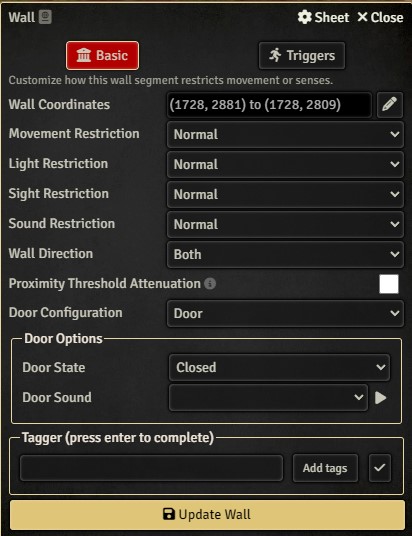 Wall Sheet Close
Basic Triggers
Customize how this wall segment restricts movement or senses.
Wall Coordinates (1728, 2881) to (1728, 2809)
Movement Restriction Normal
Light Restriction Normal
Sight Restriction Normal
Sound Restriction Normal
Wall Direction Both
Proximity Threshold Attenuation
Door Configuration Door
Door Options
Door State Closed
Door Sound
Tagger (press enter to complete)
Add tags
Update Wall